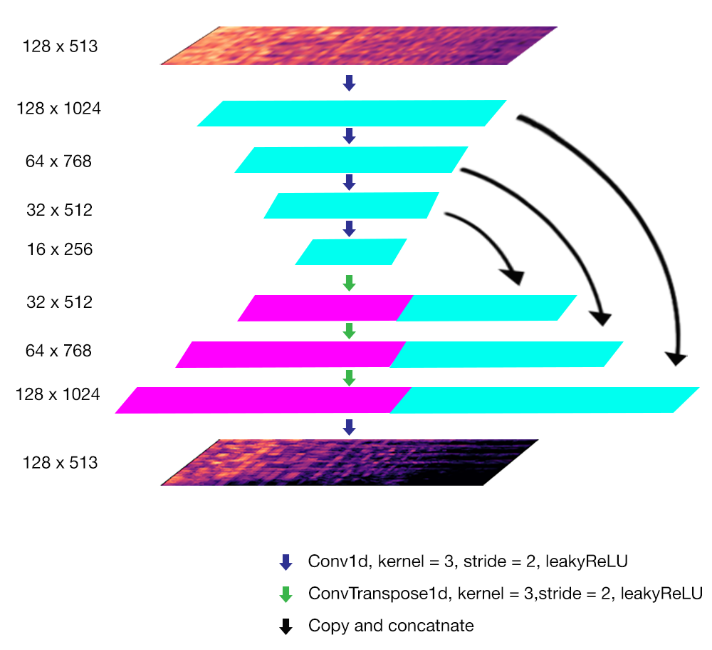 128 x 513
128 x 1024
64 x 768
32 x 512
16 x 256
32 x 512
64 x 768
128 x 1024
128 x 513
Conv1d, kernel = 3, stride = 2, leakyReLU
ConvTranspose1d, kernel = 3,stride = 2, leakyReLU
Copy and concatnate